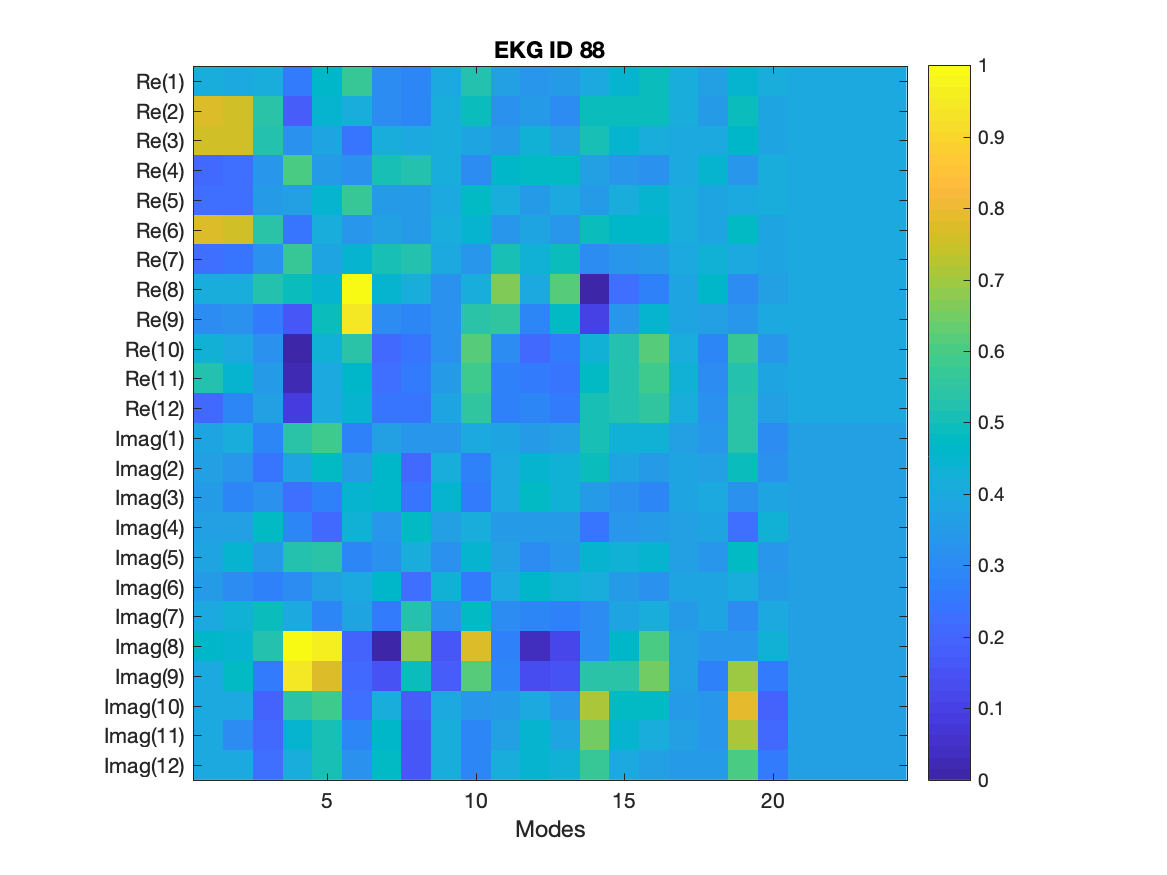 EKG ID 88
Re(1)
Re(2)
Re(3)
Re(4)
Re(5)
Re(6)
Re(7)
Re(8)
Re(9)
Re(10)
Re(11)
Re(12)
Imag(1)
Imag(2)
Imag(3)
Imag(4)
Imag(5)
Imag(6)
Imag(7)
Imag(8)
Imag(9)
Imag(10)
Imag(11)
Imag(12)
5 10 15 20
Modes
1
0.9
0.8
0.7
0.6
0.5
0.4
0.3
0.2
0.1
0